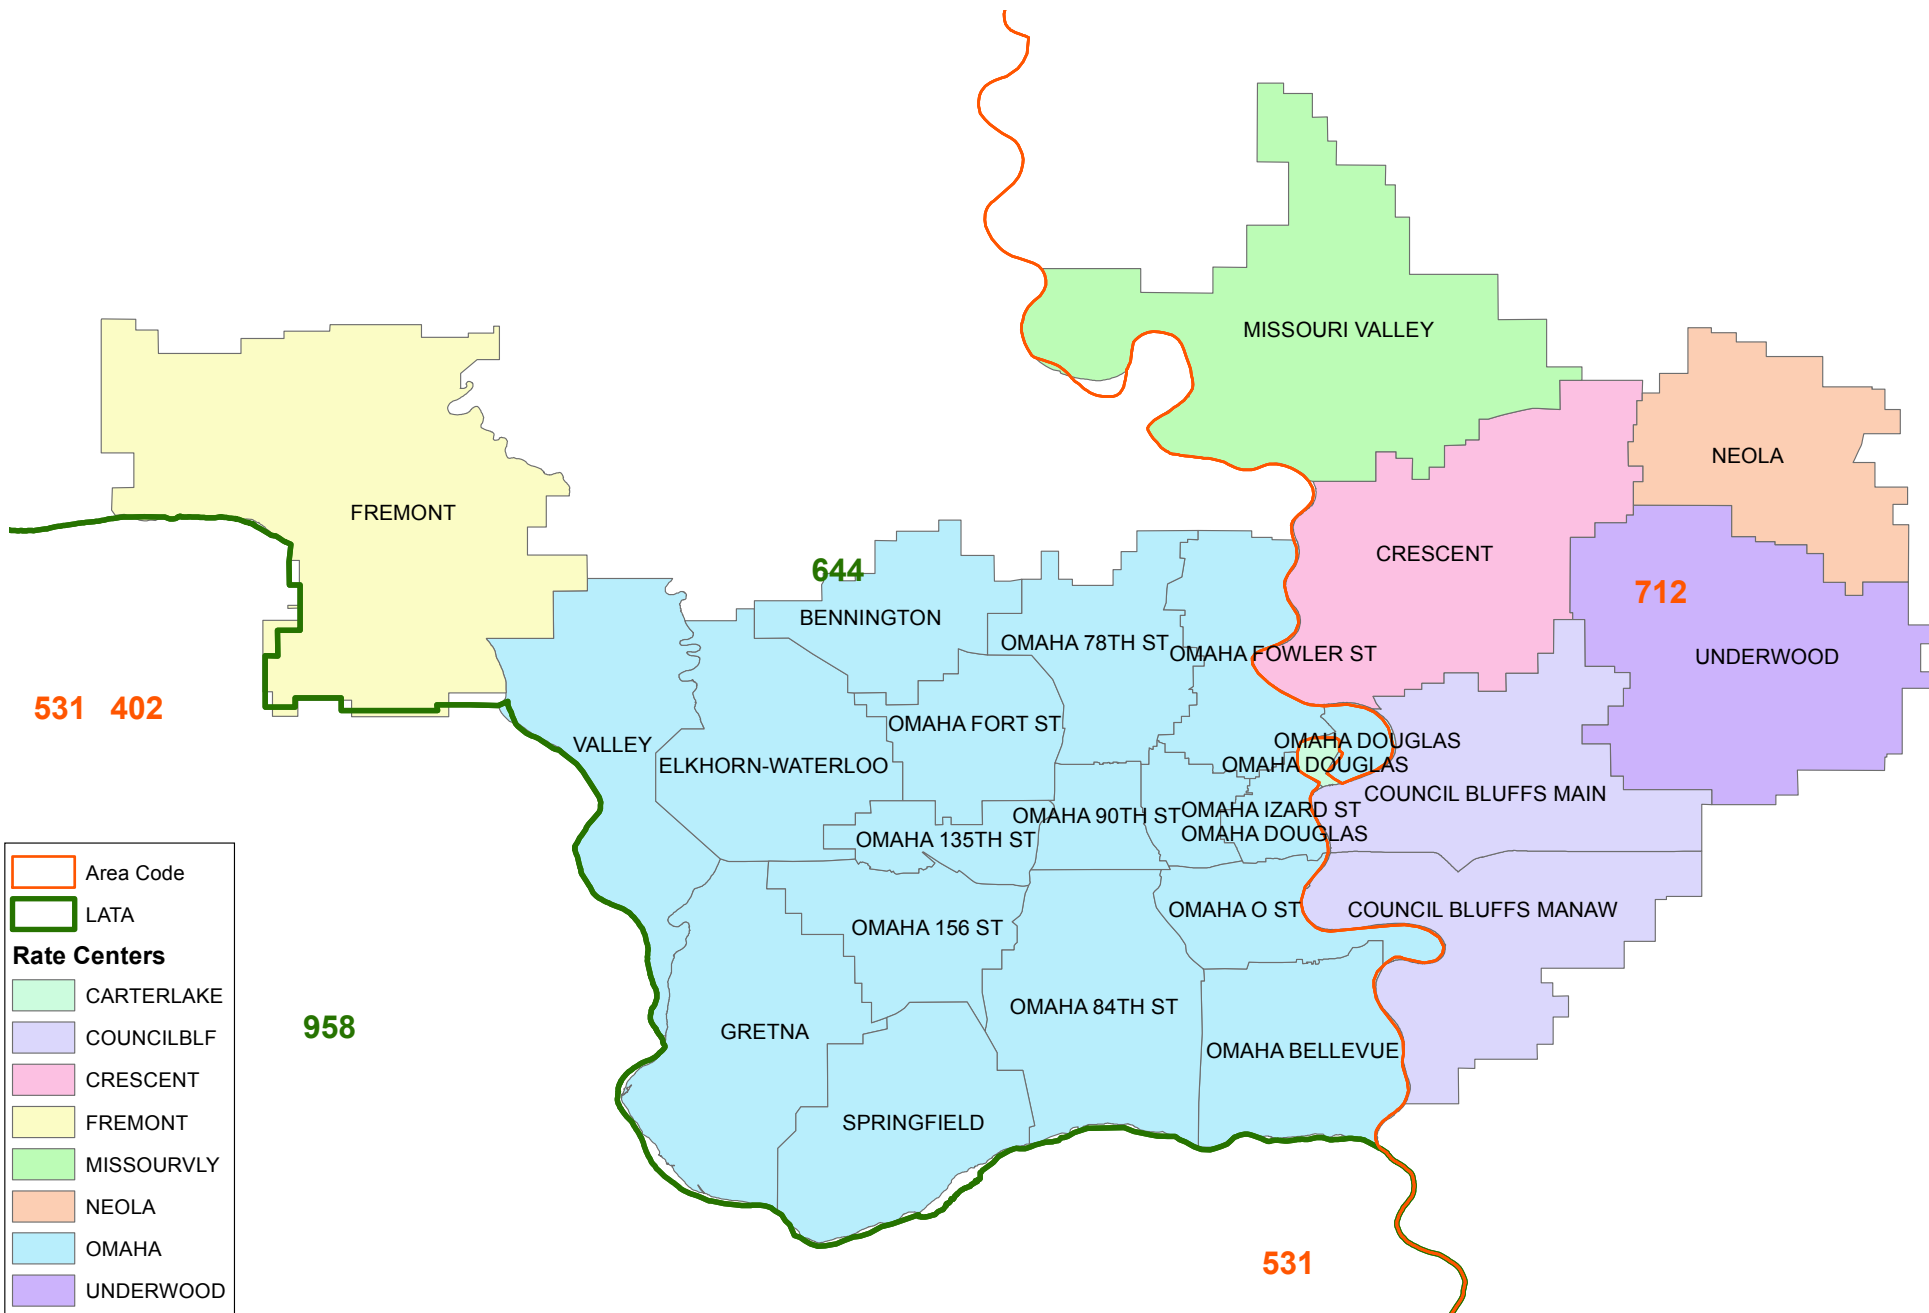 MISSOURI VALLEY
NEOLA
FREMONT
CRESCENT
644
712
BENNINGTON
OMAHA 78TH ST
OMAHA FOWLER ST
UNDERWOOD
531 402
OMAHA FORT ST
VALLEY
OMAHA DOUGLAS
ELKHORN-WATERLOO
OMAHA DOUGLAS
COUNCIL BLUFFS MAIN
OMAHA 90TH ST
OMAHA IZARD ST
OMAHA 135TH ST
OMAHA DOUGLAS
OMAHA O ST
COUNCIL BLUFFS MANAW
OMAHA 156 ST
OMAHA 84TH ST
958
GRETNA
OMAHA BELLEVUE
SPRINGFIELD
531
Area Code
LATA
Rate Centers
CARTERLAKE
COUNCILBLF
CRESCENT
FREMONT
MISSOURVLY
NEOLA
OMAHA
UNDERWOOD